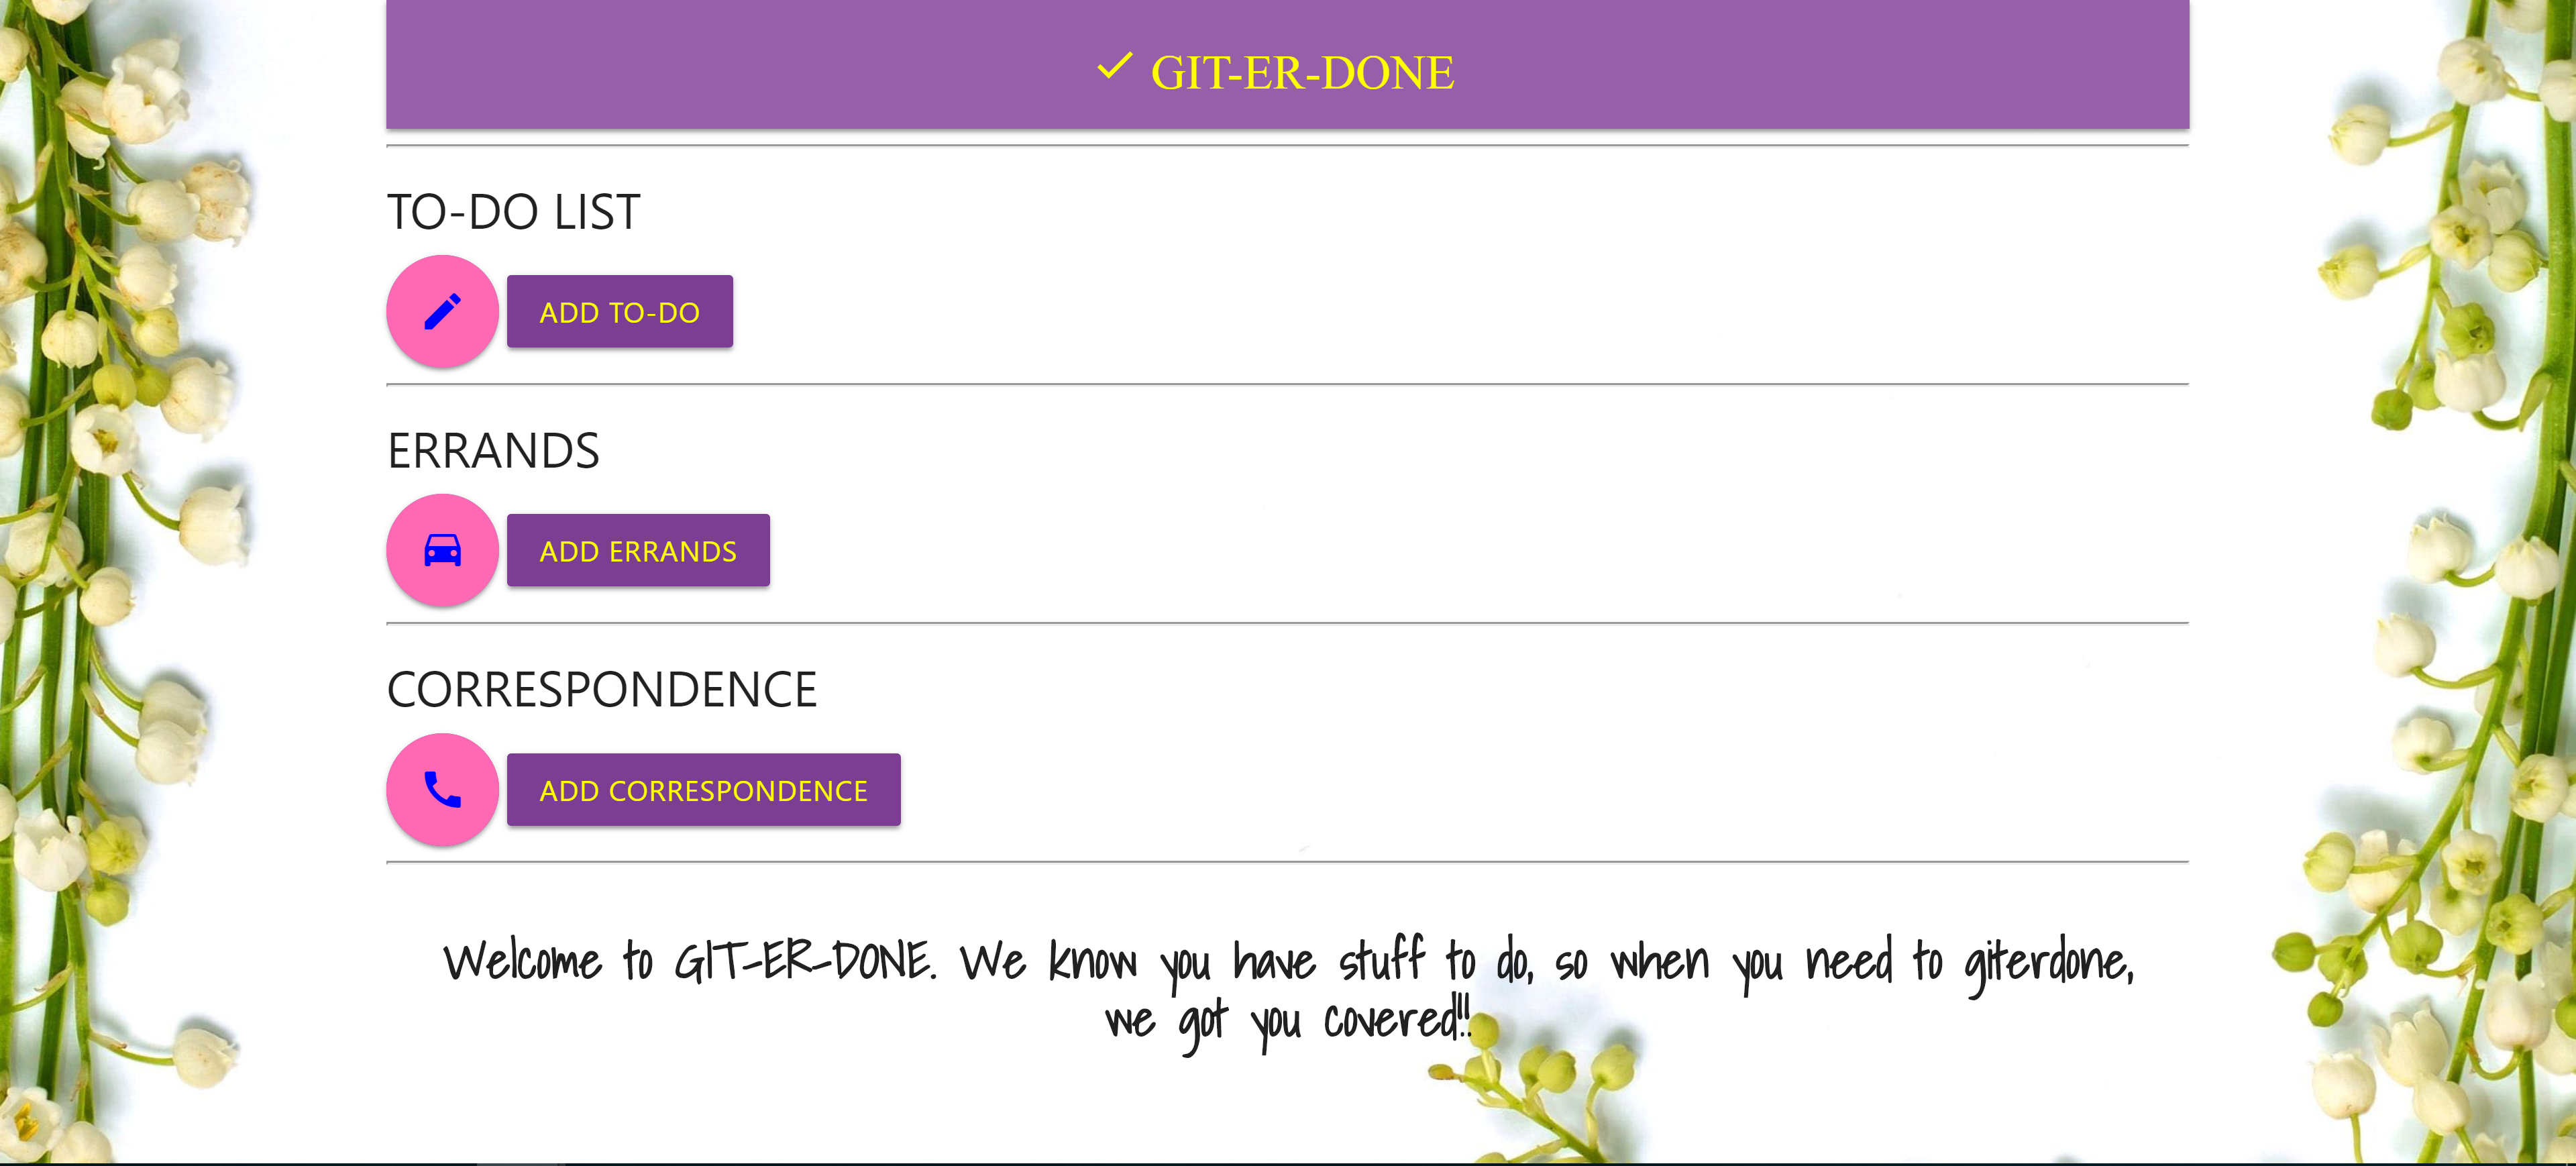 GIT-ER-DONE
TO-DO LIST
ADD TO-DO
ERRANDS
ADD ERRANDS
CORRESPONDENCE
ADD CORRESPONDENCE
Welcome to GIT-ER-DONE. We know you have stuff to do, so when you need to giterdone,
we got you covered!!